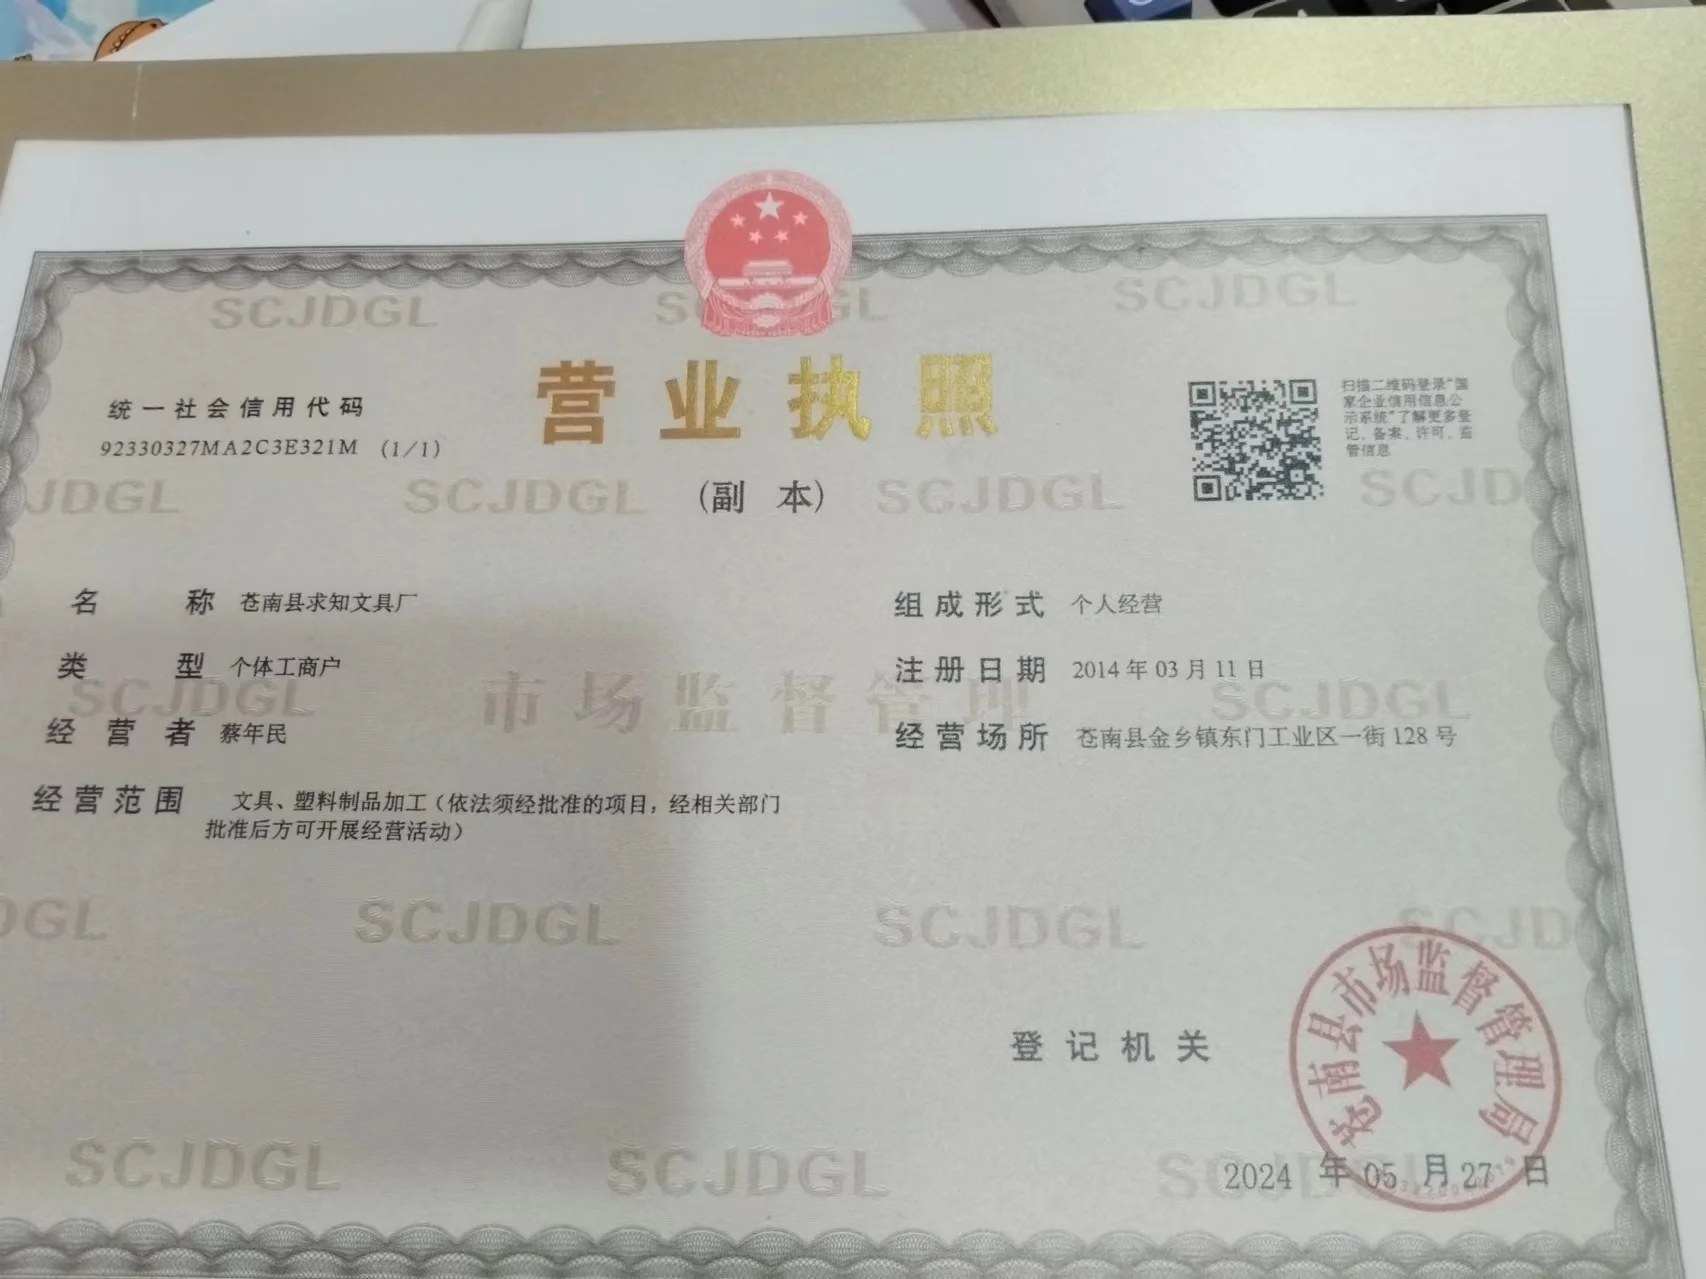 统一社会信用代码
92330327MA2C3E321M (1/1)
营业执照
(副 本)
扫描二维码登录“国
家企业信用信息公
示系统”了解更多登
记、备案、许可、监
管信息
名 称 苍南县求知文具厂
类 型 个体工商户
经 营 者 蔡年民
经营范围 文具、塑料制品加工(依法须经批准的项目，经相关部门
批准后方可开展经营活动)
组成形式 个人经营
注册日期 2014年03月11日
经营场所 苍南县金乡镇东门工业区一街128号
市场监督管理
SCJDGL
SCJDGL
SCJDGL
SCJDGL
SCJDGL
SCJDGL
SCJDGL
SCJDGL
SCJDGL
登记机关
苍南县市场监督管理局
2024 年 05 月 27 日